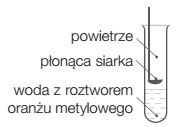 powietrze
płonąca siarka
woda z roztworem
oranżu metylowego